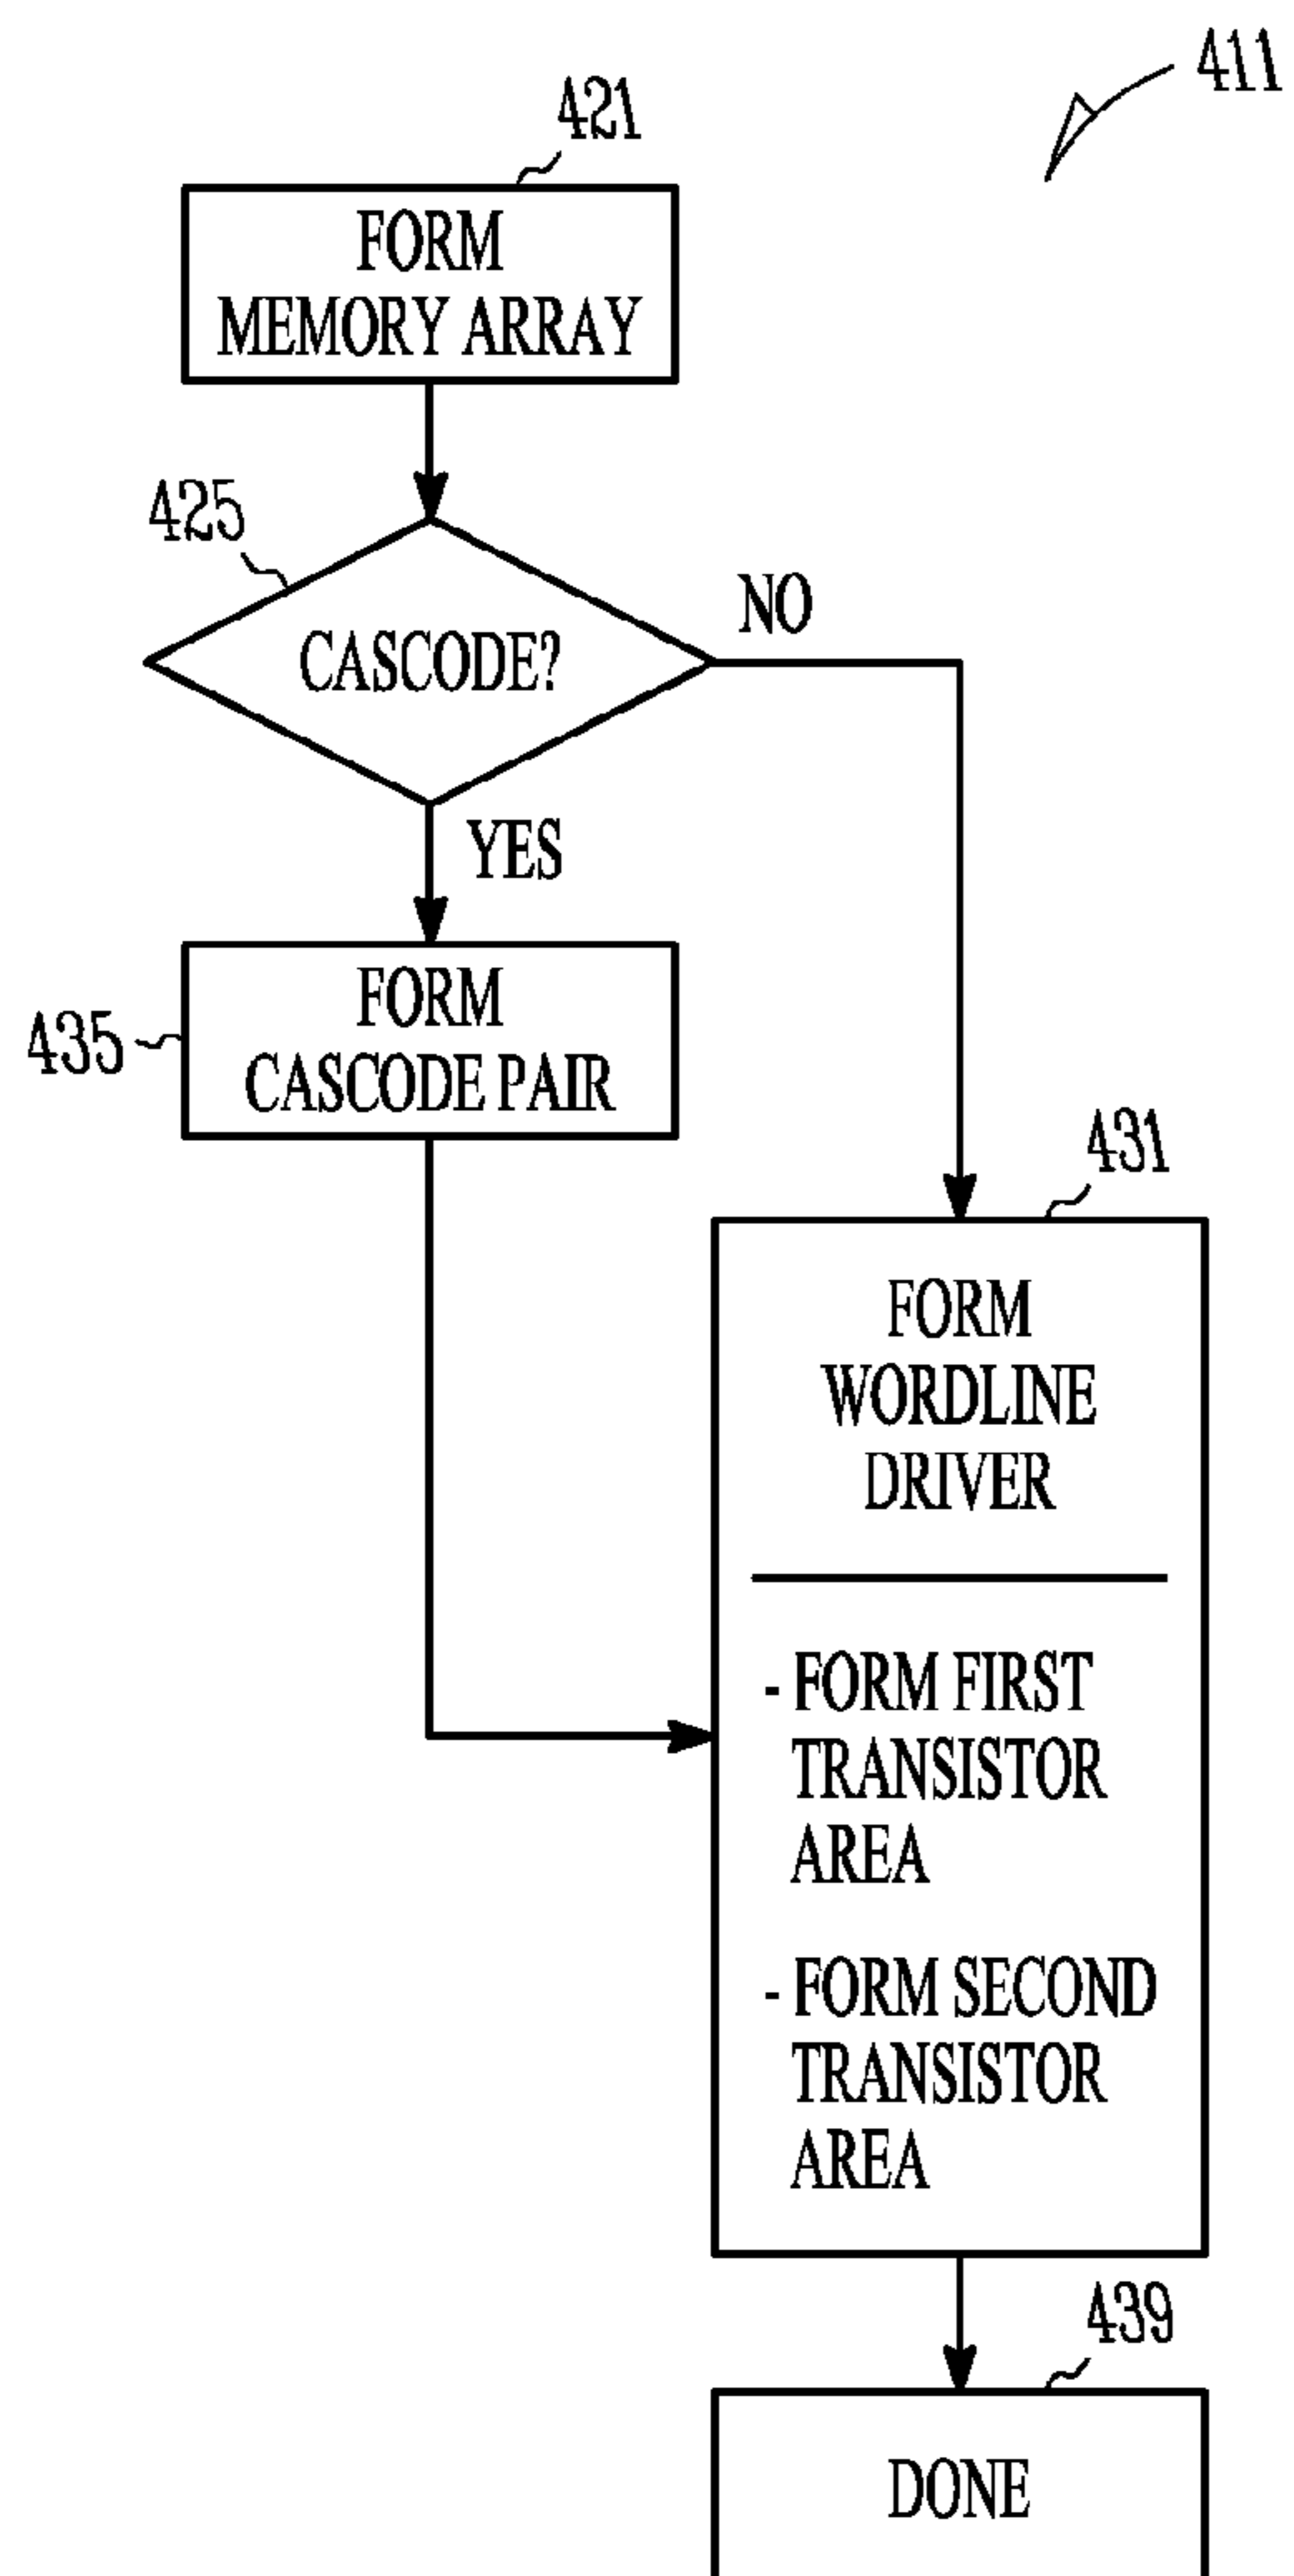 411
421
FORM
MEMORY ARRAY
425
CASCODE?
NO
YES
435
FORM
CASCODE PAIR
431
FORM
WORDLINE
DRIVER
- FORM FIRST
TRANSISTOR
AREA
- FORM SECOND
TRANSISTOR
AREA
439
DONE